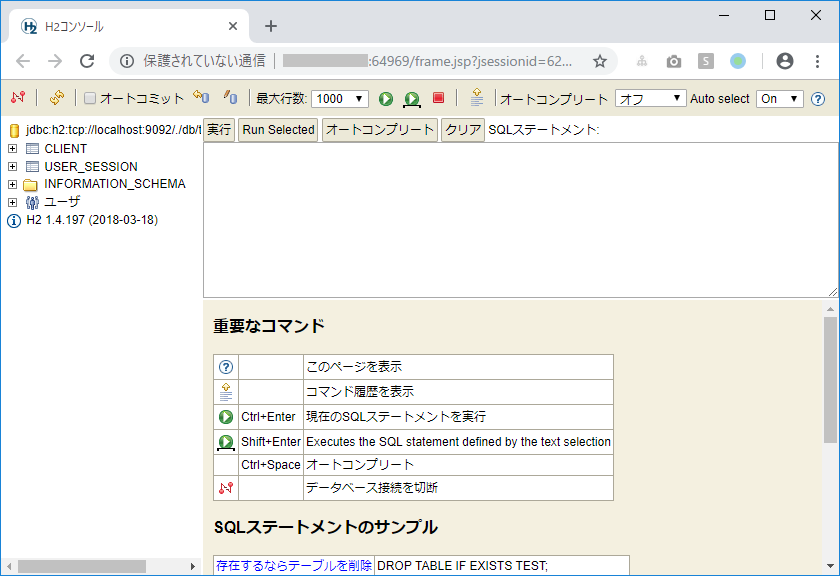 H2コンソール
保護されていない通信 :64969/frame.jsp?jsessionid=62...
S
オートコミット 最大行数: 1000 オートコンプリート オフ Auto select On
jdbc:h2:tcp://localhost:9092/./db/t
CLIENT
USER_SESSION
INFORMATION_SCHEMA
ユーザ
H2 1.4.197 (2018-03-18)
実行 Run Selected オートコンプリート クリア SQLステートメント:
重要なコマンド
このページを表示
コマンド履歴を表示
Ctrl+Enter 現在のSQLステートメントを実行
Shift+Enter Executes the SQL statement defined by the text selection
Ctrl+Space オートコンプリート
データベース接続を切断
SQLステートメントのサンプル
存在するならテーブルを削除 DROP TABLE IF EXISTS TEST;